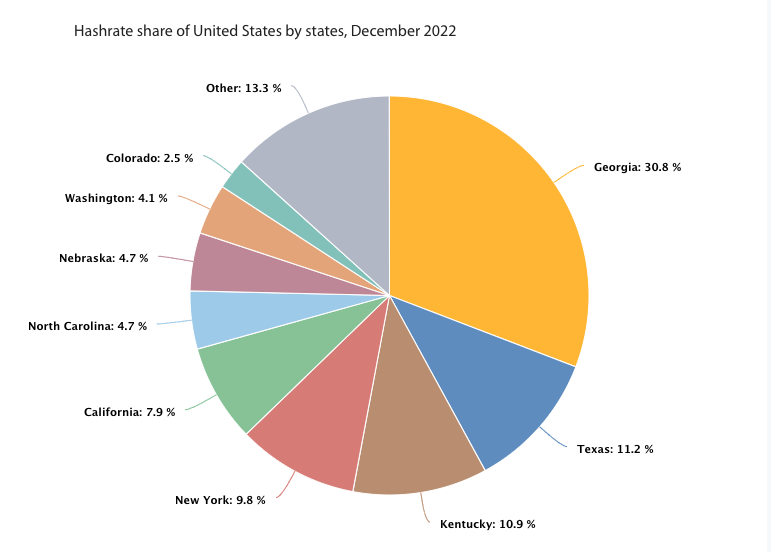 Hashrate share of United States by states, December 2022
Other: 13.3 %
Colorado: 2.5 %
Georgia: 30.8 %
Washington: 4.1 %
Nebraska: 4.7 %
North Carolina: 4.7 %
California: 7.9 %
Texas: 11.2 %
New York: 9.8 %
Kentucky: 10.9 %